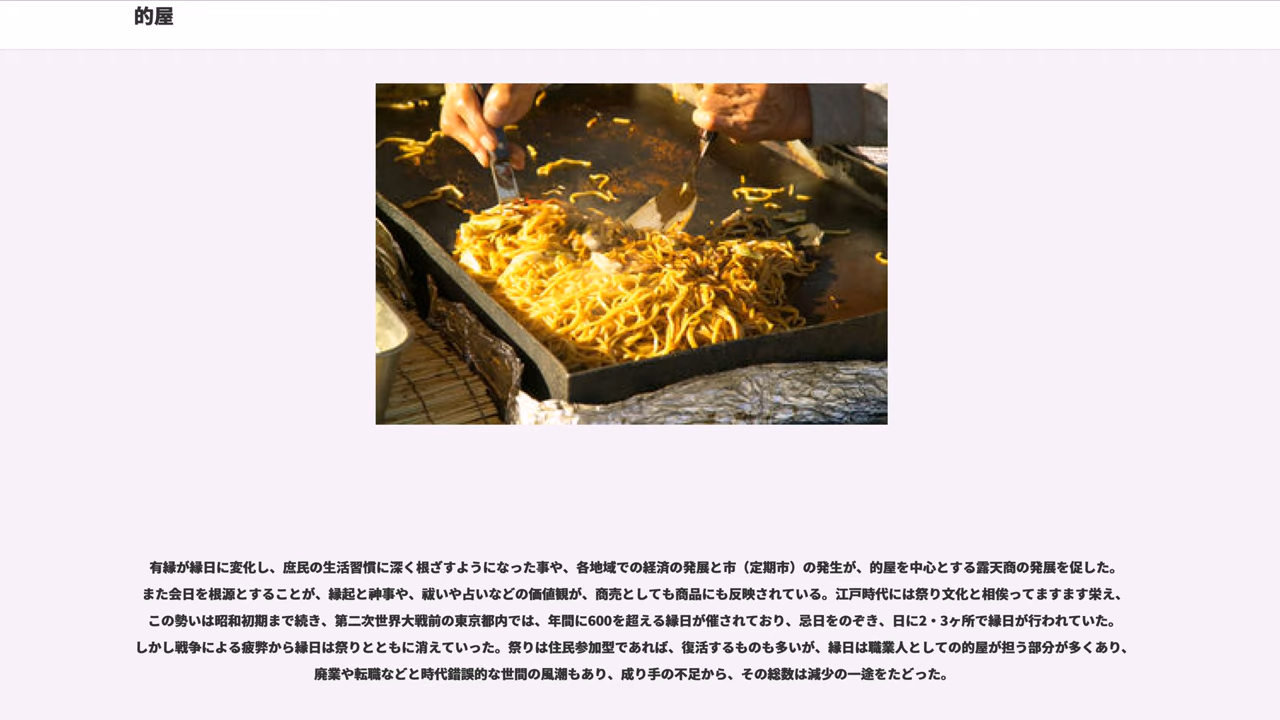 的屋
有縁が縁日に変化し、庶民の生活習慣に深く根ざすようになった事や、各地域での経済の発展と市（定期市）の発生が、的屋を中心とする露天商の発展を促した。
また会日を根源とすることが、縁起と神事や、祓いや占いなどの価値観が、商売としても商品にも反映されている。江戸時代には祭り文化と相俟ってますます栄え、
この勢いは昭和初期まで続き、第二次世界大戦前の東京都内では、年間に600を超える縁日が催されており、忌日をのぞき、日に2・3ヶ所で縁日が行われていた。
しかし戦争による疲弊から縁日は祭りとともに消えていった。祭りは住民参加型であれば、復活するものも多いが、縁日は職業人としての的屋が担う部分が多くあり、
廃業や転職などと時代錯誤的な世間の風潮もあり、成り手の不足から、その総数は減少の一途をたどった。